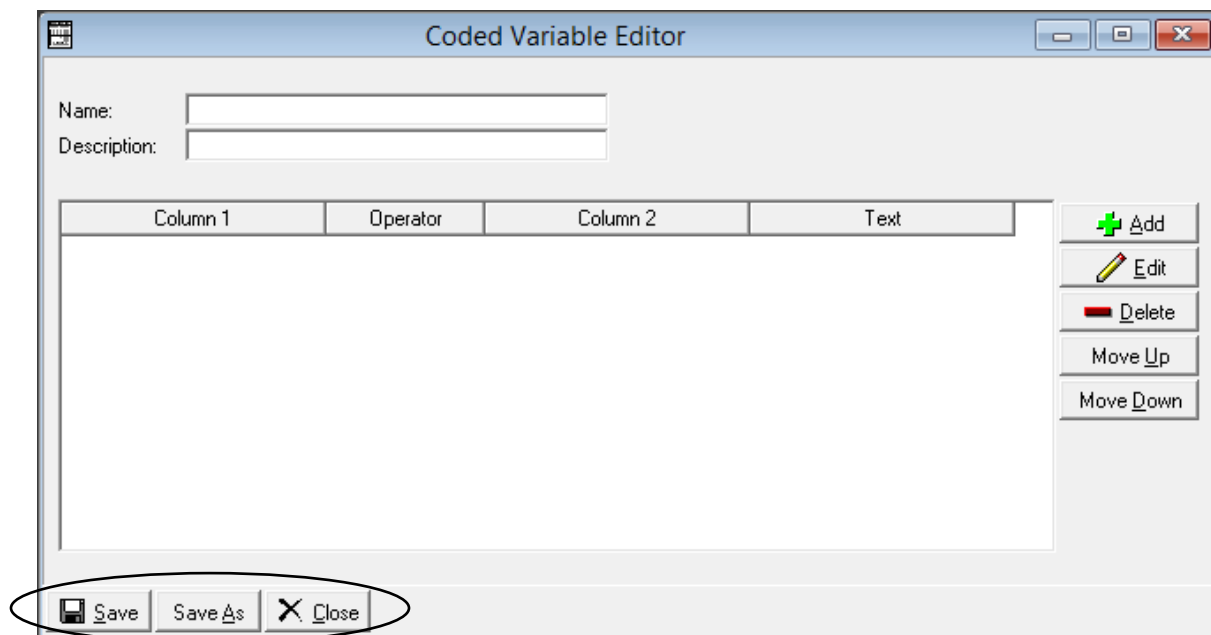 Coded Variable Editor
Name:
Description:
Column 1 Operator Column 2 Text
Add
Edit
Delete
Move Up
Move Down
Save Save As Close